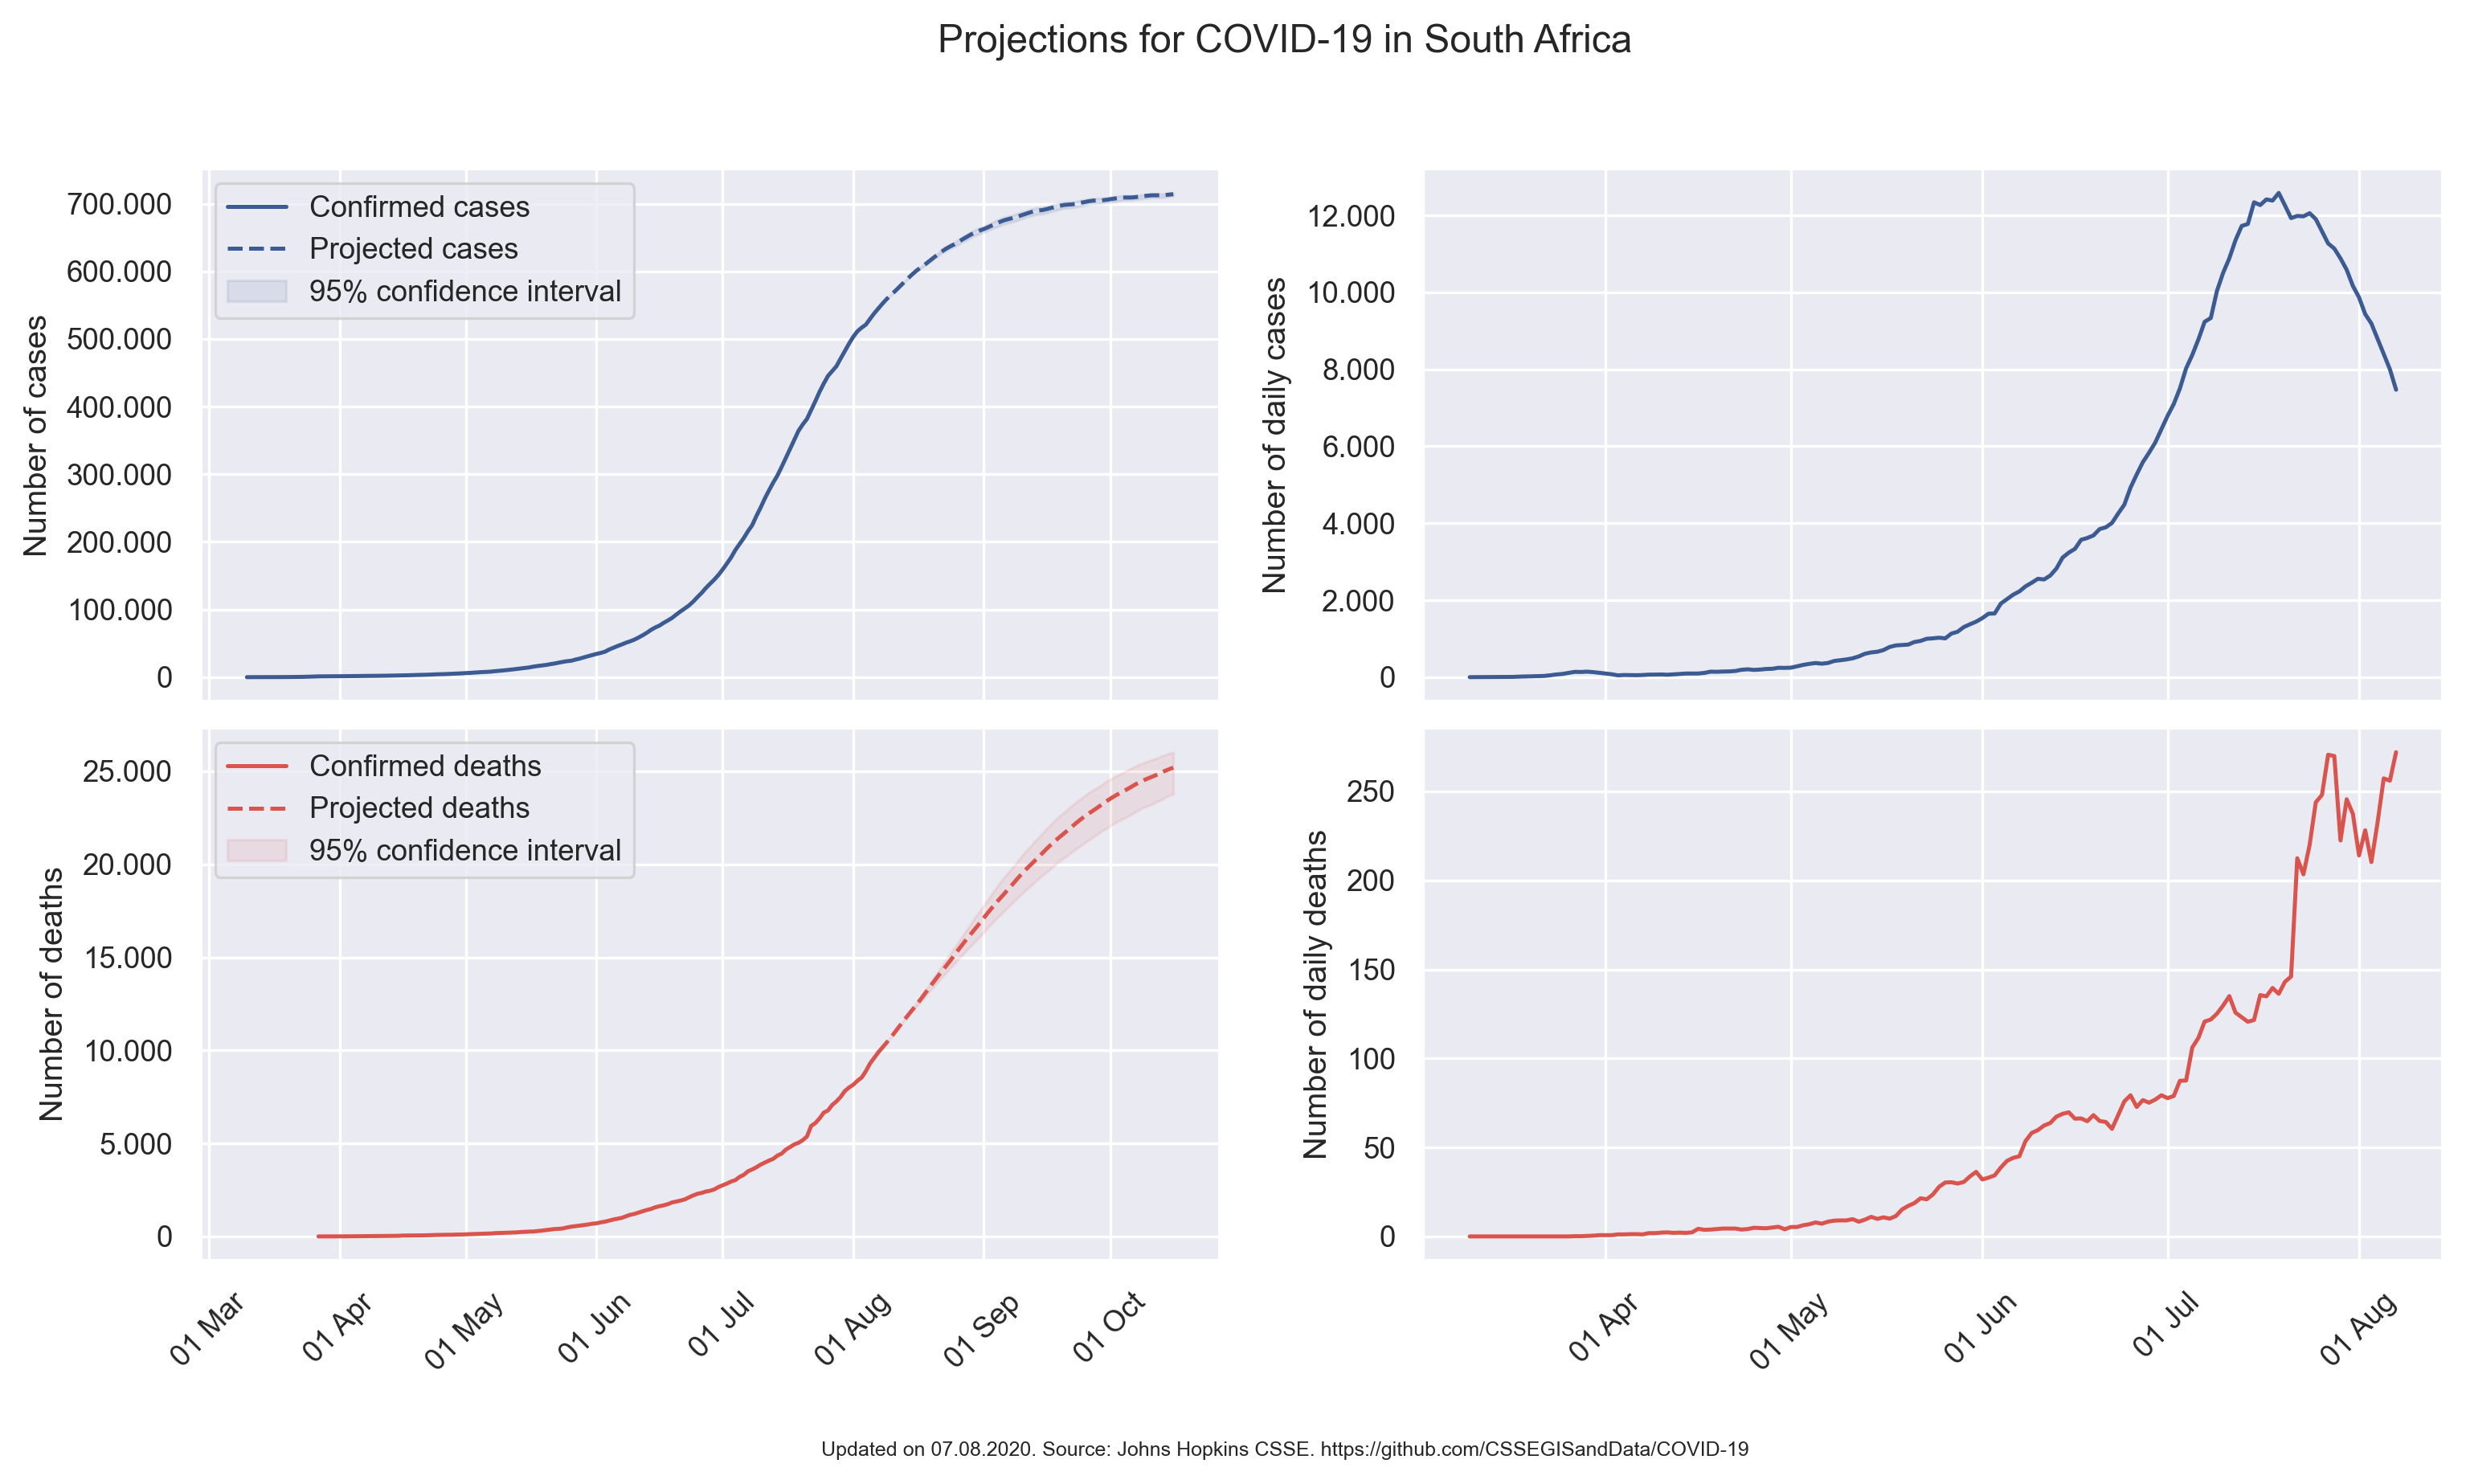 Projections for COVID-19 in South Africa
Number of cases
700.000
600.000
500.000
400.000
300.000
200.000
100.000
0
Confirmed cases
Projected cases
95% confidence interval
Number of daily cases
12.000
10.000
8.000
6.000
4.000
2.000
0
Number of deaths
25.000
20.000
15.000
10.000
5.000
0
Confirmed deaths
Projected deaths
95% confidence interval
01 Mar
01 Apr
01 May
01 Jun
01 Jul
01 Aug
01 Sep
01 Oct
Number of daily deaths
250
200
150
100
50
0
01 Apr
01 May
01 Jun
01 Jul
01 Aug
Updated on 07.08.2020. Source: Johns Hopkins CSSE. https://github.com/CSSEGISandData/COVID-19